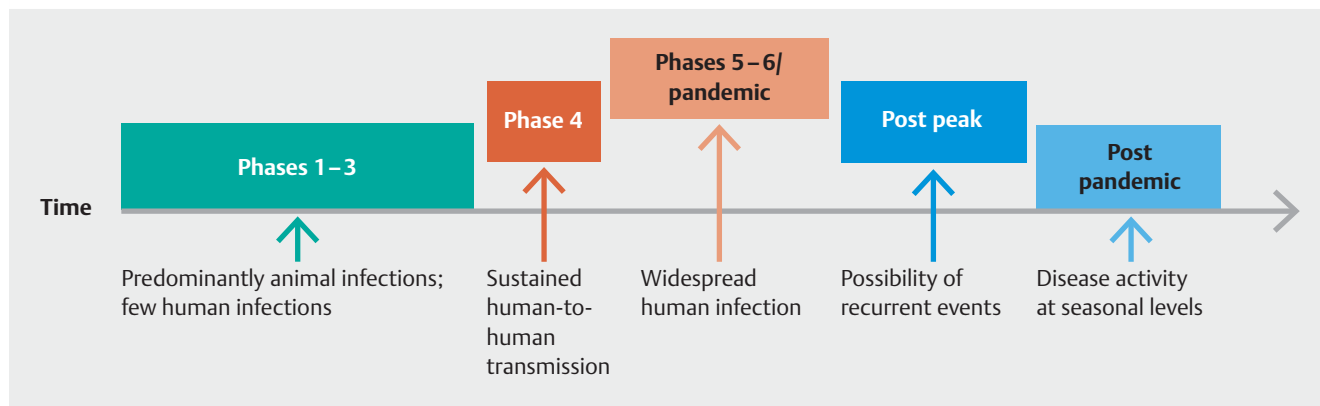 Phases 5–6/
pandemic
Phase 4
Post peak
Phases 1–3
Post
pandemic
Time
Predominantly animal infections;
few human infections
Sustained
human-to-
human
transmission
Widespread
human infection
Possibility of
recurrent events
Disease activity
at seasonal levels